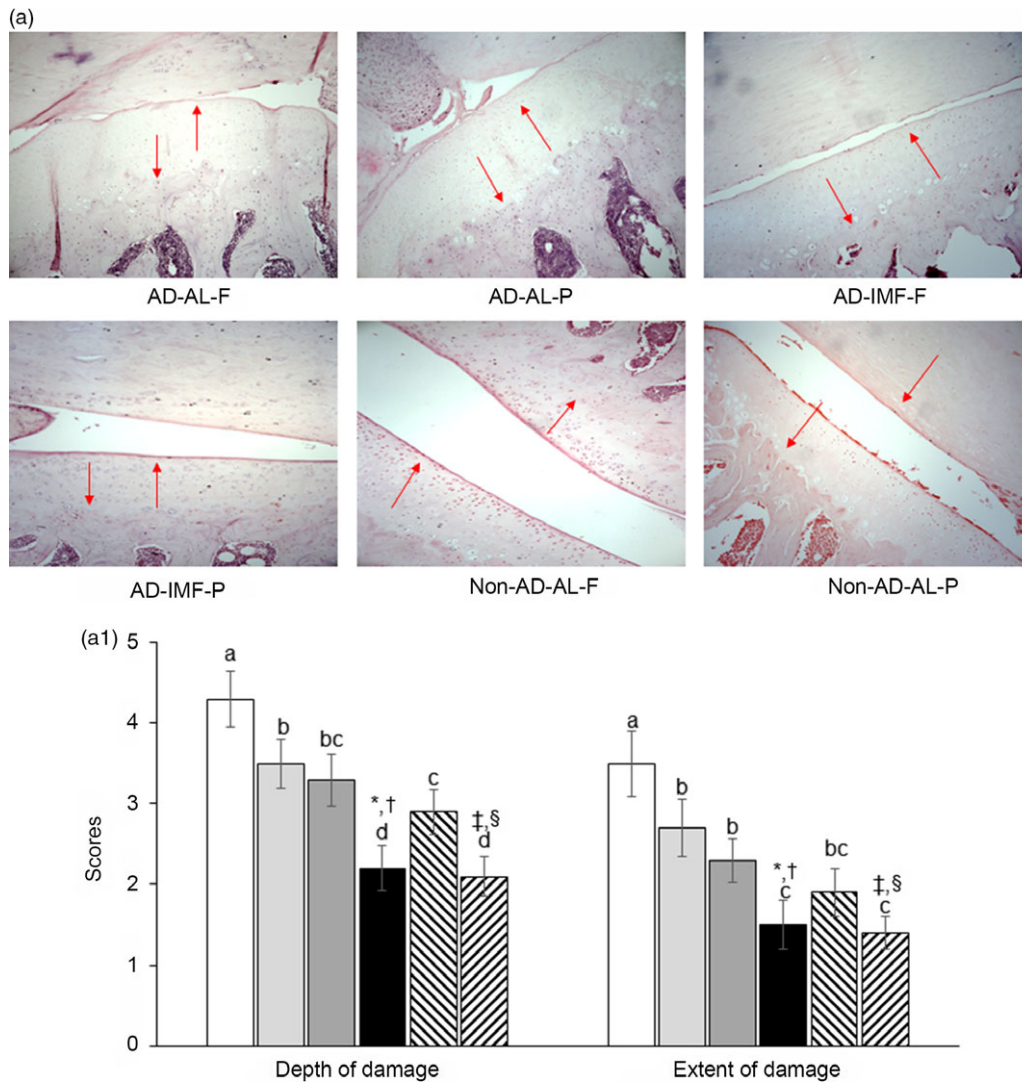 (a)
AD-AL-F AD-AL-P AD-IMF-F
AD-IMF-P Non-AD-AL-F Non-AD-AL-P
(a1)
5
4
3
2
1
0
Scores
a
b
bc
*,†
d
c
‡,§
d
a
b
b
*,†
c
bc
‡,§
c
Depth of damage Extent of damage